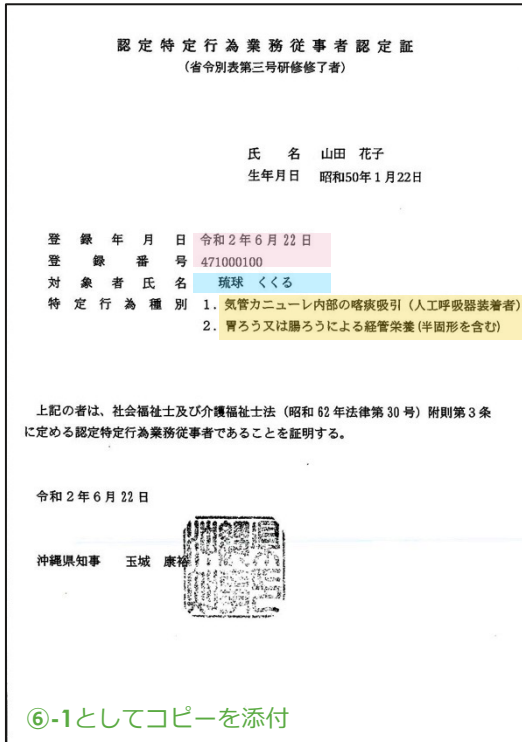 認定特定行為業務従事者認定証
(省令別表第三号研修修了者)
氏 名 山田 花子
生年月日 昭和50年1月22日
登録年月日 令和2年6月22日
登録番号 471000100
対象者氏名 琉球 くくる
特定行為種別 1. 気管カニューレ内部の喀痰吸引(人工呼吸器装着者)
2. 胃ろう又は腸ろうによる経管栄養(半固形を含む)
上記の者は、社会福祉士及び介護福祉士法(昭和62年法律第30号)附則第3条
に定める認定特定行為業務従事者であることを証明する。
令和2年6月22日
沖縄県知事 玉城 康裕
⑥-1としてコピーを添付